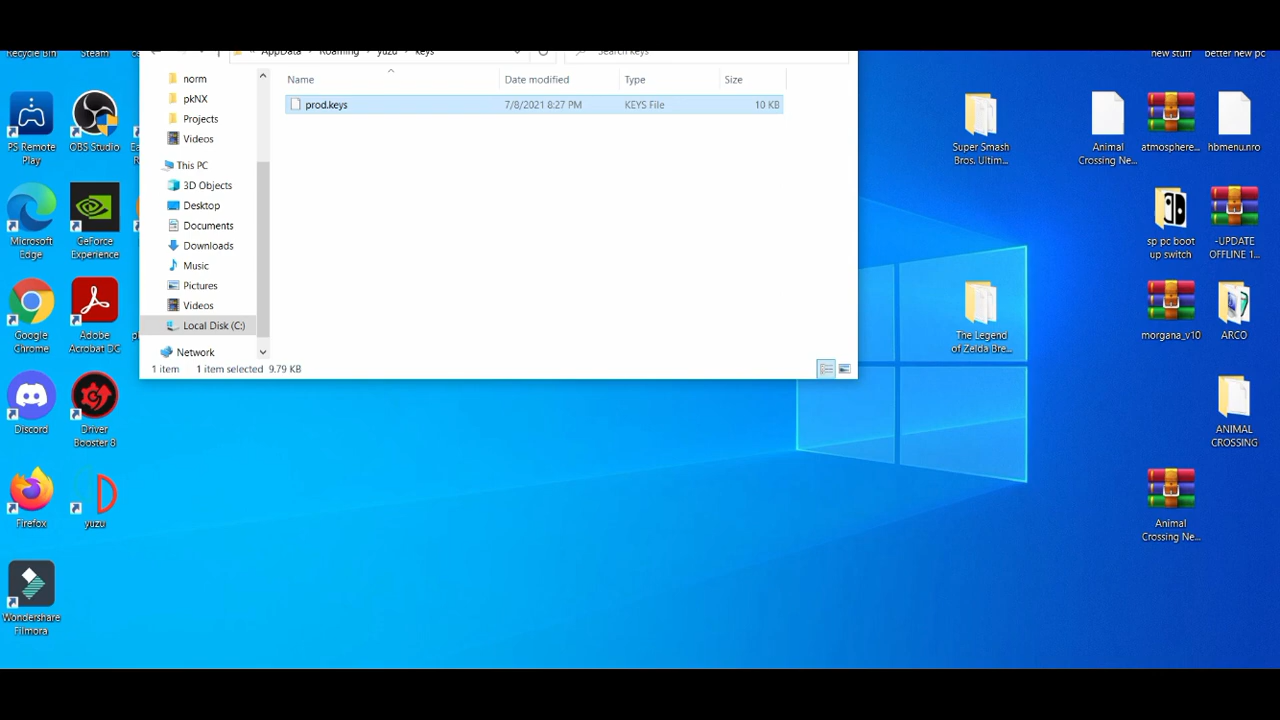 Recycle Bin
Steam
AppData
Roaming
yuzu
keys
Search keys
new stuff
better new pc
norm
pkNX
Projects
Videos
This PC
3D Objects
Desktop
Documents
Downloads
Music
Pictures
Videos
Local Disk (C:)
Network
Name
Date modified
Type
Size
prod.keys
7/8/2021 8:27 PM
KEYS File
10 KB
1 item
1 item selected 9.79 KB
PS Remote
Play
OBS Studio
Microsoft
Edge
GeForce
Experience
Google
Chrome
Adobe
Acrobat DC
Discord
Driver
Booster 8
Firefox
yuzu
Wondershare
Filmora
Super Smash
Bros. Ultim...
Animal
Crossing Ne...
atmosphere...
hbmenu.nro
sp pc boot
up switch
-UPDATE
OFFLINE 1...
The Legend
of Zelda Bre...
morgana_v10
ARCO
ANIMAL
CROSSING
Animal
Crossing Ne...